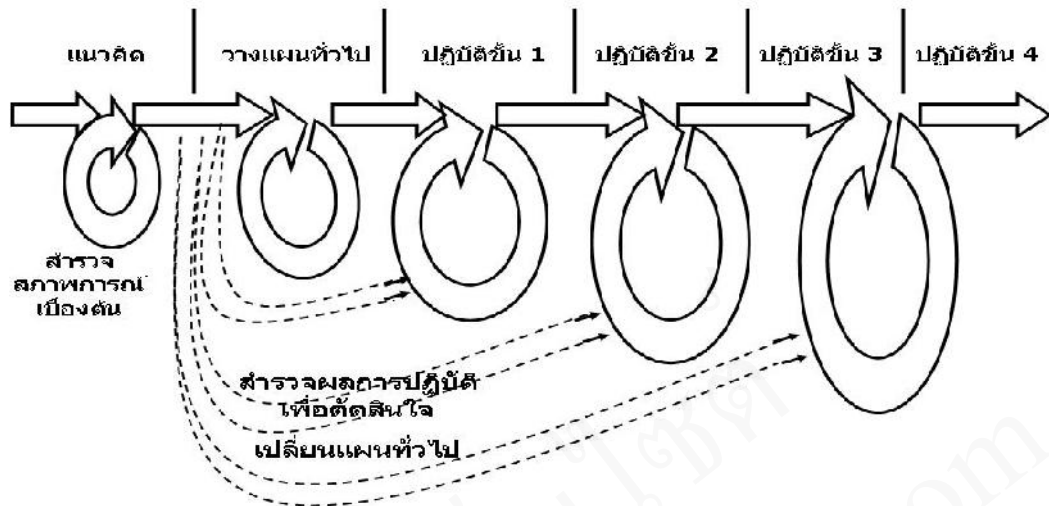 แนวคิด
วางแผนทั่วไป
ปฏิบัติขั้น 1
ปฏิบัติขั้น 2
ปฏิบัติขั้น 3
ปฏิบัติขั้น 4
สำรวจ
สภาพการณ์
เบื้องต้น
สำรวจผลการปฏิบัติ
เพื่อตัดสินใจ
เปลี่ยนแผนทั่วไป